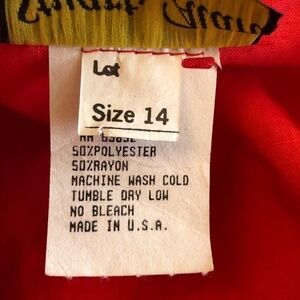 Lot
Size 14
50%POLYESTER
50%RAYON
MACHINE WASH COLD
TUMBLE DRY LOW
NO BLEACH
MADE IN U.S.A.